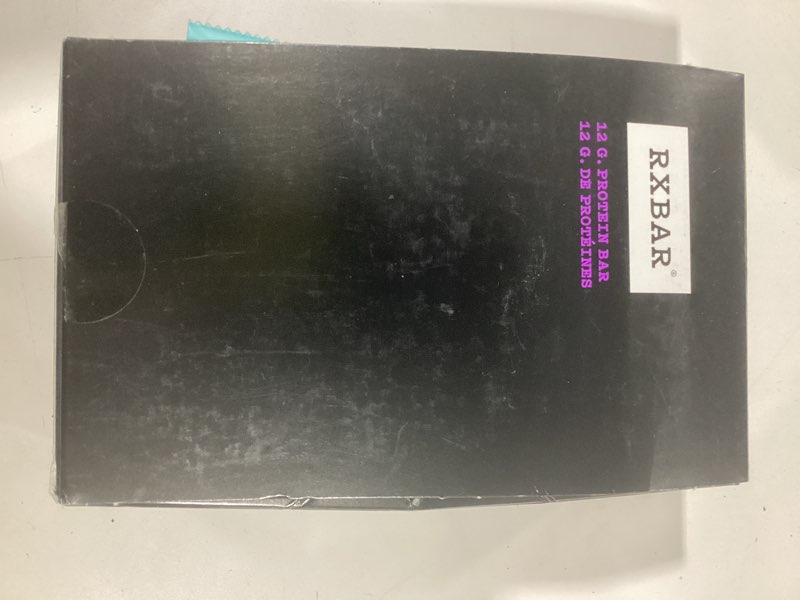 RXBAR®
12 G. PROTEIN BAR
12 G. DE PROTÉINES